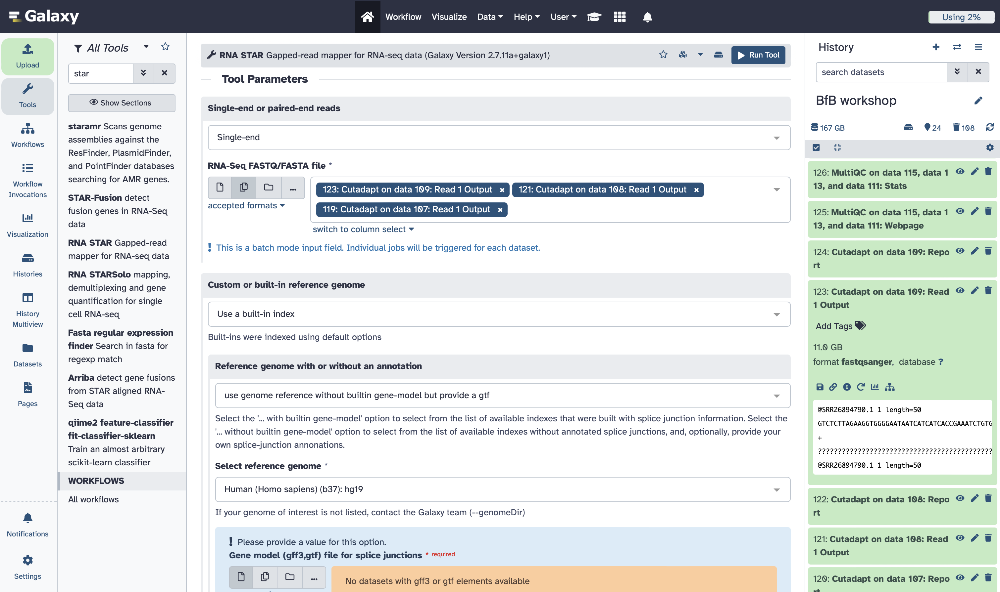 Galaxy
Workflow
Visualize
Data
Help
User
Using 2%
Upload
Tools
Workflows
Workflow
Invocations
Visualization
Histories
History
Multiview
Datasets
Pages
Notifications
Settings
All Tools
star
Show Sections
staramr Scans genome
assemblies against the
ResFinder, PlasmidFinder,
and PointFinder databases
searching for AMR genes.
STAR-Fusion detect
fusion genes in RNA-Seq
data
RNA STAR Gapped-read
mapper for RNA-seq data
RNA STARSolo mapping,
demultiplexing and gene
quantification for single
cell RNA-seq
Fasta regular expression
finder Search in fasta for
regexp match
Arriba detect gene fusions
from STAR aligned RNA-
Seq data
qiime2 feature-classifier
fit-classifier-sklearn
Train an almost arbitrary
scikit-learn classifier
WORKFLOWS
All workflows
RNA STAR Gapped-read mapper for RNA-seq data (Galaxy Version 2.7.11a+galaxy1)
Run Tool
Tool Parameters
Single-end or paired-end reads
Single-end
RNA-Seq FASTQ/FASTA file *
123: Cutadapt on data 109: Read 1 Output
121: Cutadapt on data 108: Read 1 Output
119: Cutadapt on data 107: Read 1 Output
accepted formats
switch to column select
This is a batch mode input field. Individual jobs will be triggered for each dataset.
Custom or built-in reference genome
Use a built-in index
Built-ins were indexed using default options
Reference genome with or without an annotation
use genome reference without builtin gene-model but provide a gtf
Select the '... with builtin gene-model' option to select from the list of available indexes that were built with splice junction information. Select the
'... without builtin gene-model' option to select from the list of available indexes without annotated splice junctions, and, optionally, provide your
own splice-junction annonations.
Select reference genome *
Human (Homo sapiens) (b37): hg19
If your genome of interest is not listed, contact the Galaxy team (--genomeDir)
Please provide a value for this option.
Gene model (gff3,gtf) file for splice junctions * required
No datasets with gff3 or gtf elements available
History
search datasets
BfB workshop
167 GB
24
108
126: MultiQC on data 115, data 1
13, and data 111: Stats
125: MultiQC on data 115, data 1
13, and data 111: Webpage
124: Cutadapt on data 109: Repo
rt
123: Cutadapt on data 109: Read
1 Output
Add Tags
11.0 GB
format fastqsanger, database ?
@SRR26894790.1 1 length=50
GTCTCTTAGAAGGTGGGGAATAATCATCATCACCGAAATCTGTG
+
????????????????????????????????????????????
@SRR26894790.1 1 length=50
122: Cutadapt on data 108: Repo
rt
121: Cutadapt on data 108: Read
1 Output
120: Cutadapt on data 107: Repo